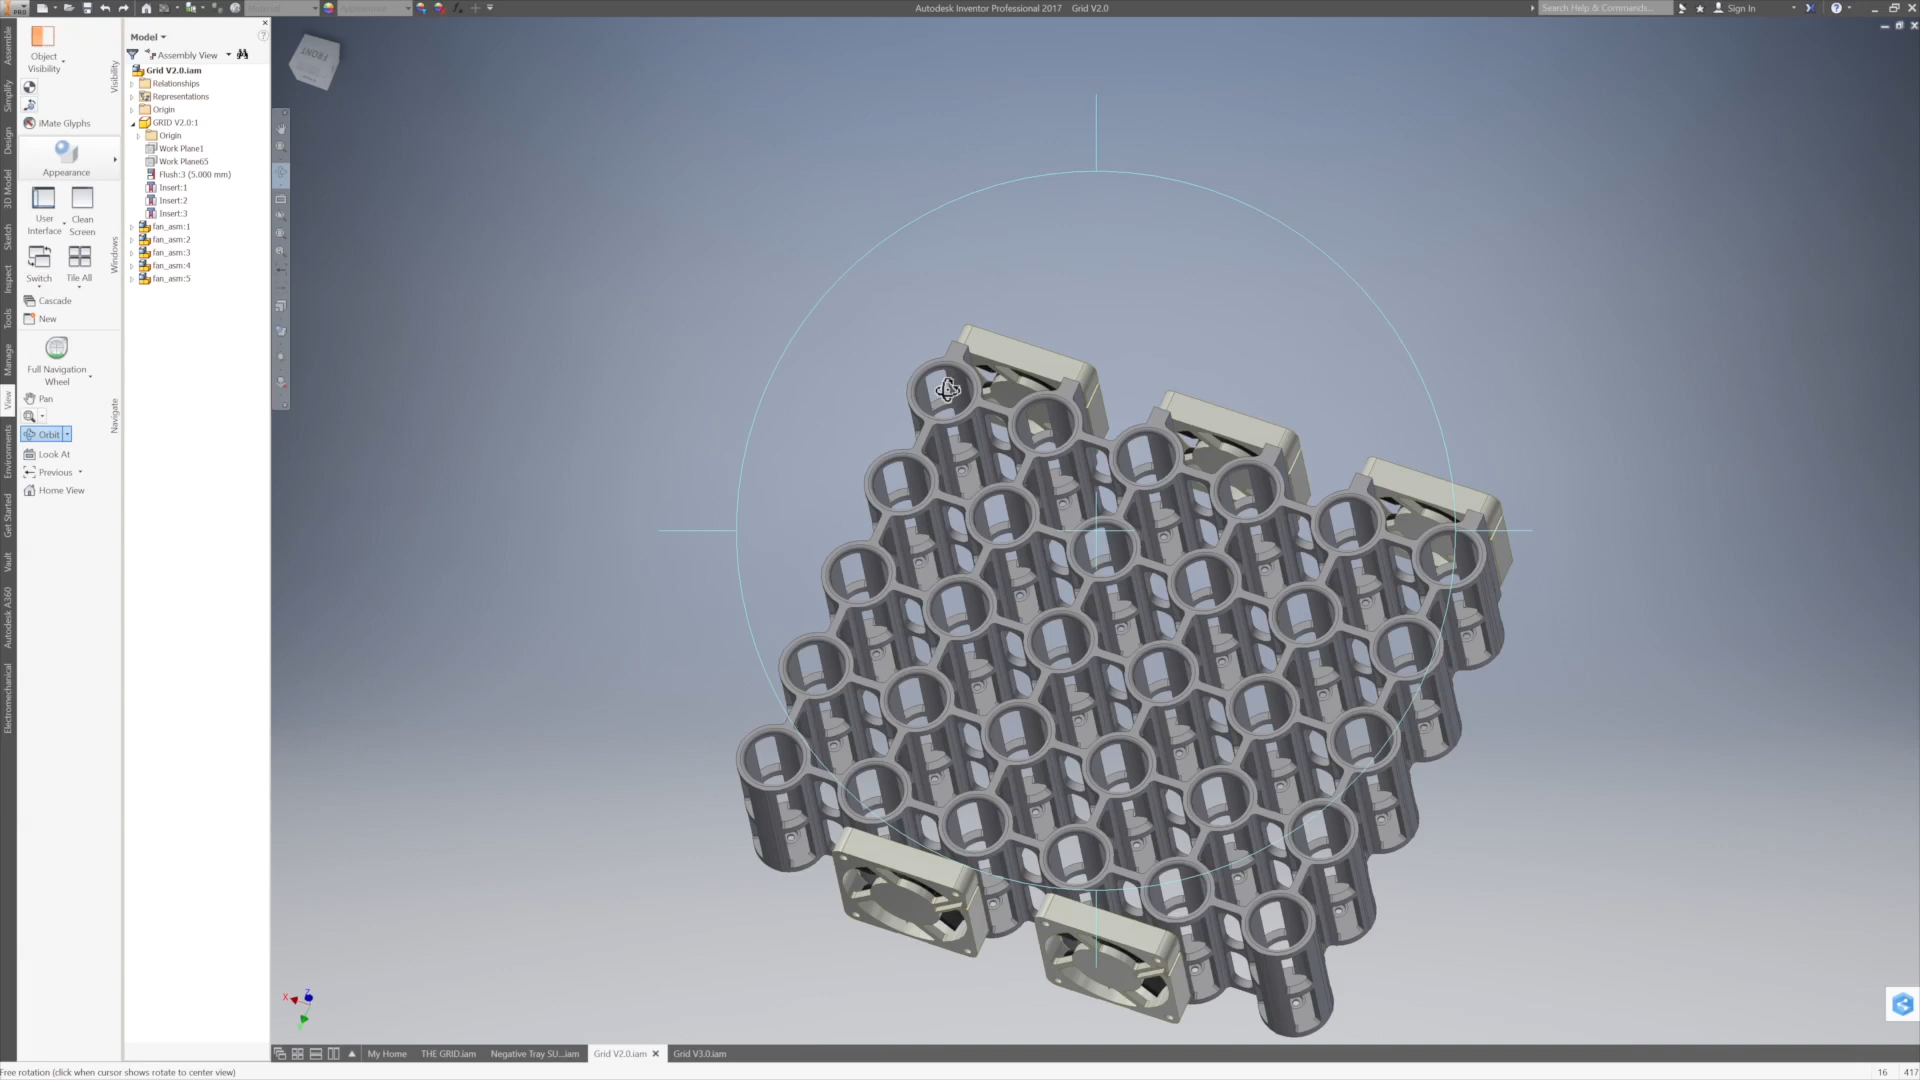 PRO
Material
Appearance
Autodesk Inventor Professional 2017 Grid V2.0
Search Help & Commands...
Sign In
Assemble
Simplify
Design
3D Model
Sketch
Inspect
Tools
Manage
View
Environments
Get Started
Vault
Autodesk A360
Electromechanical
Object
Visibility
iMate Glyphs
Visibility
Appearance
User
Interface
Clean
Screen
Switch
Tile All
Cascade
New
Windows
Full Navigation
Wheel
Pan
Orbit
Look At
Previous
Home View
Navigate
Model
Assembly View
Grid V2.0.iam
Relationships
Representations
Origin
GRID V2.0:1
Origin
Work Plane1
Work Plane65
Flush:3 (5.000 mm)
Insert:1
Insert:2
Insert:3
fan_asm:1
fan_asm:2
fan_asm:3
fan_asm:4
fan_asm:5
FRONT
X
Z
My Home
THE GRID.iam
Negative Tray SU...iam
Grid V2.0.iam
Grid V3.0.iam
Free rotation (click when cursor shows rotate to center view)
16 417